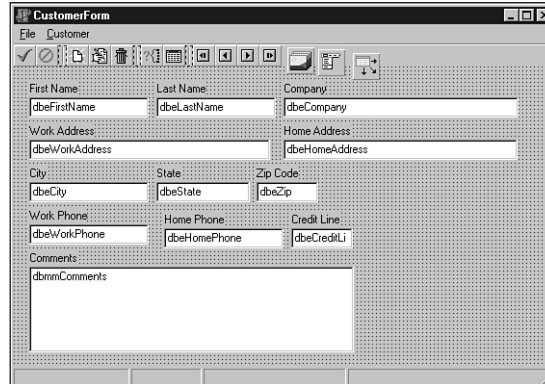 CustomerForm
File Customer
First Name Last Name Company
dbeFirstName dbeLastName dbeCompany
Work Address Home Address
dbeWorkAddress dbeHomeAddress
City State Zip Code
dbeCity dbeState dbeZip
Work Phone Home Phone Credit Line
dbeWorkPhone dbeHomePhone dbeCreditLi
Comments
dbmmComments